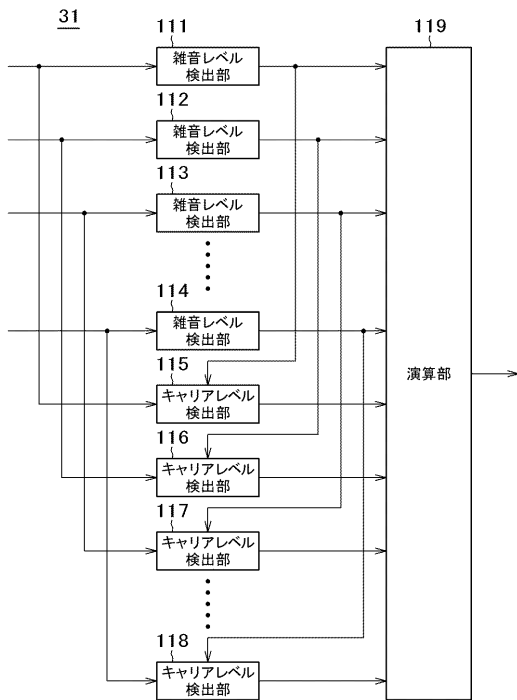 31
111
雑音レベル
検出部
112
雑音レベル
検出部
113
雑音レベル
検出部
114
雑音レベル
検出部
115
キャリアレベル
検出部
116
キャリアレベル
検出部
117
キャリアレベル
検出部
118
キャリアレベル
検出部
119
演算部